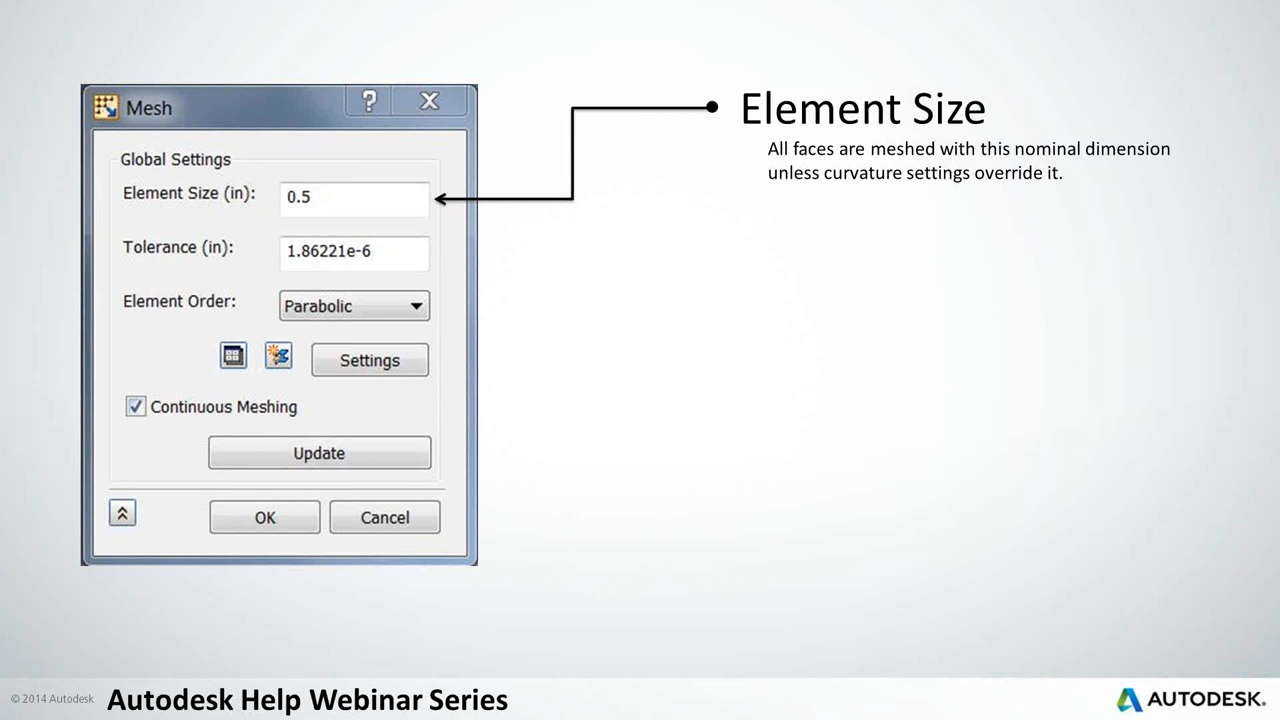 Mesh
Global Settings
Element Size (in):
0.5
Tolerance (in):
1.86221e-6
Element Order:
Parabolic
Settings
Continuous Meshing
Update
OK
Cancel
Element Size
All faces are meshed with this nominal dimension
unless curvature settings override it.
© 2014 Autodesk
Autodesk Help Webinar Series
AUTODESK.